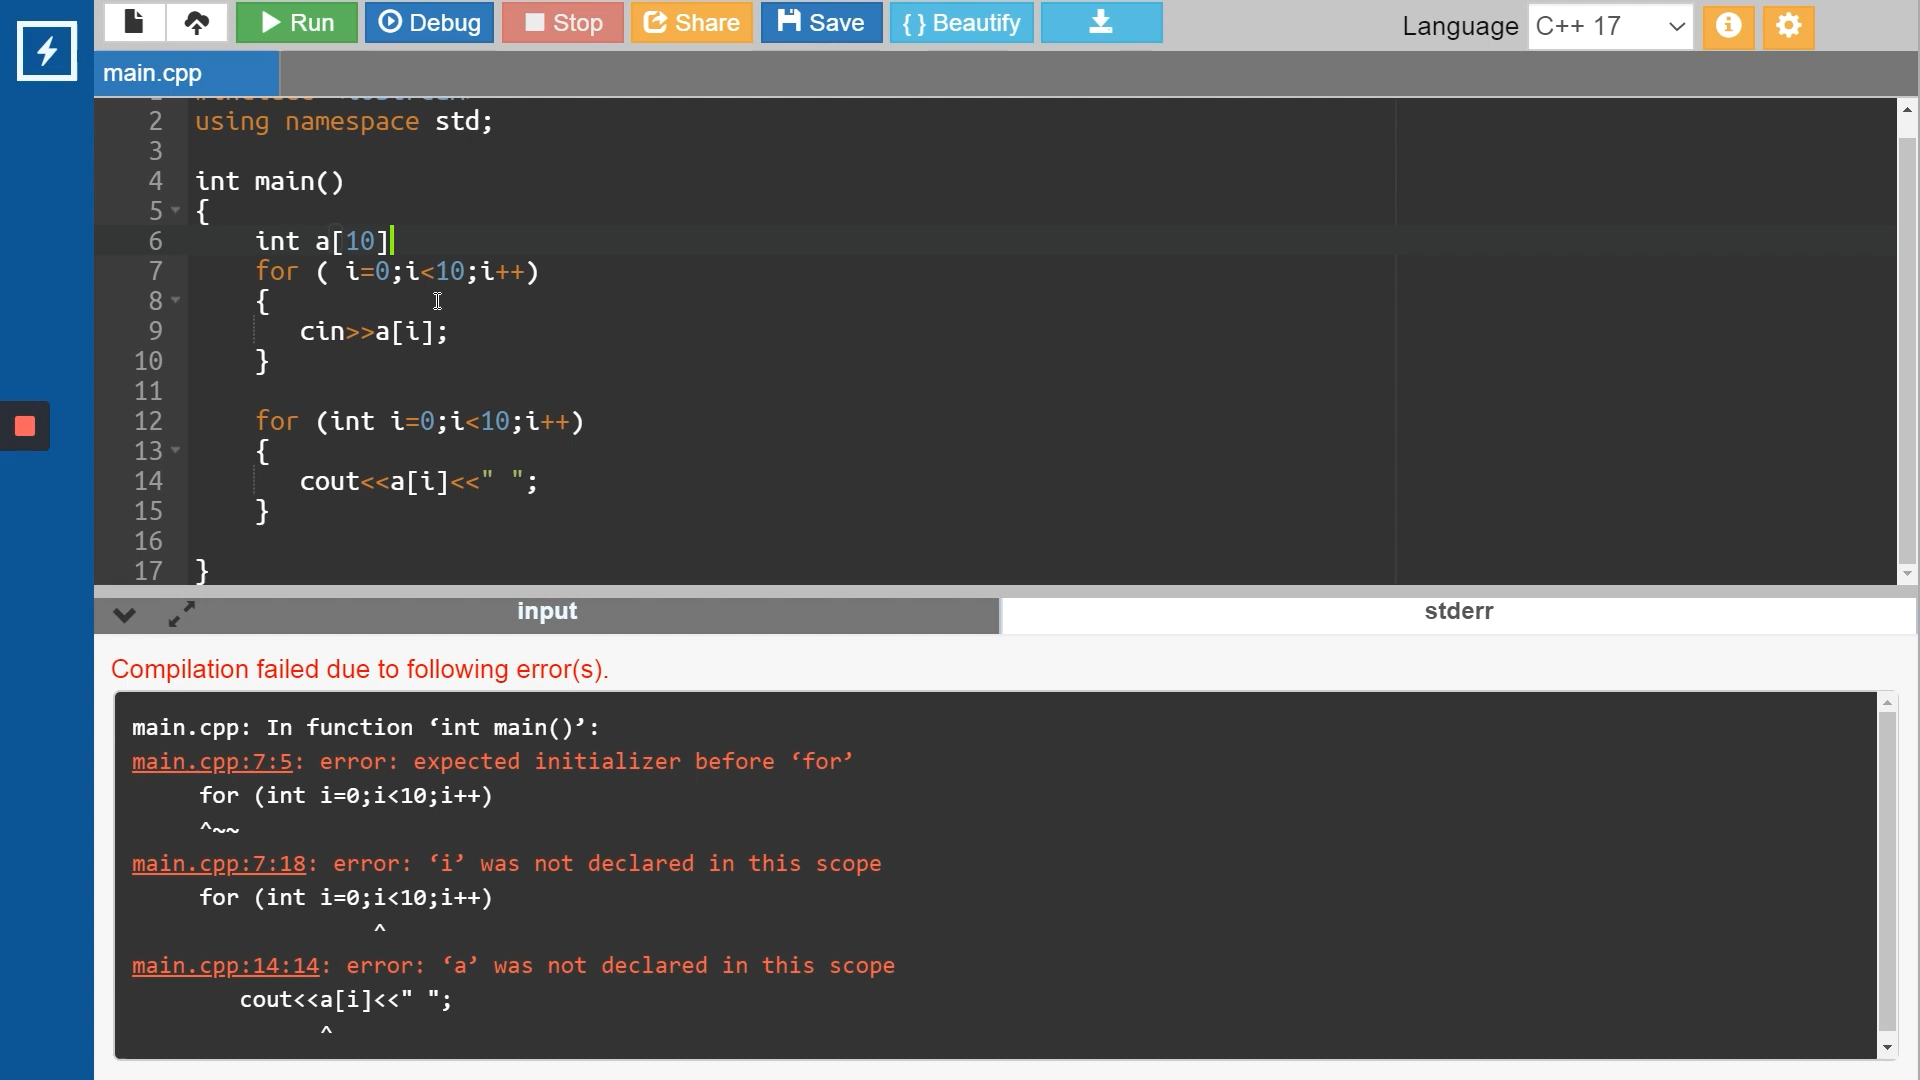 Run Debug Stop Share Save { } Beautify Language C++ 17
main.cpp
2 using namespace std;
3
4 int main()
5 {
6 int a[10]
7 for ( i=0;i<10;i++)
8 {
9 cin>>a[i];
10 }
11
12 for (int i=0;i<10;i++)
13 {
14 cout<<a[i]<<" ";
15 }
16
17 }
input stderr
Compilation failed due to following error(s).
main.cpp: In function ‘int main()’:
main.cpp:7:5: error: expected initializer before ‘for’
for (int i=0;i<10;i++)
^~~
main.cpp:7:18: error: ‘i’ was not declared in this scope
for (int i=0;i<10;i++)
^
main.cpp:14:14: error: ‘a’ was not declared in this scope
cout<<a[i]<<" ";
^